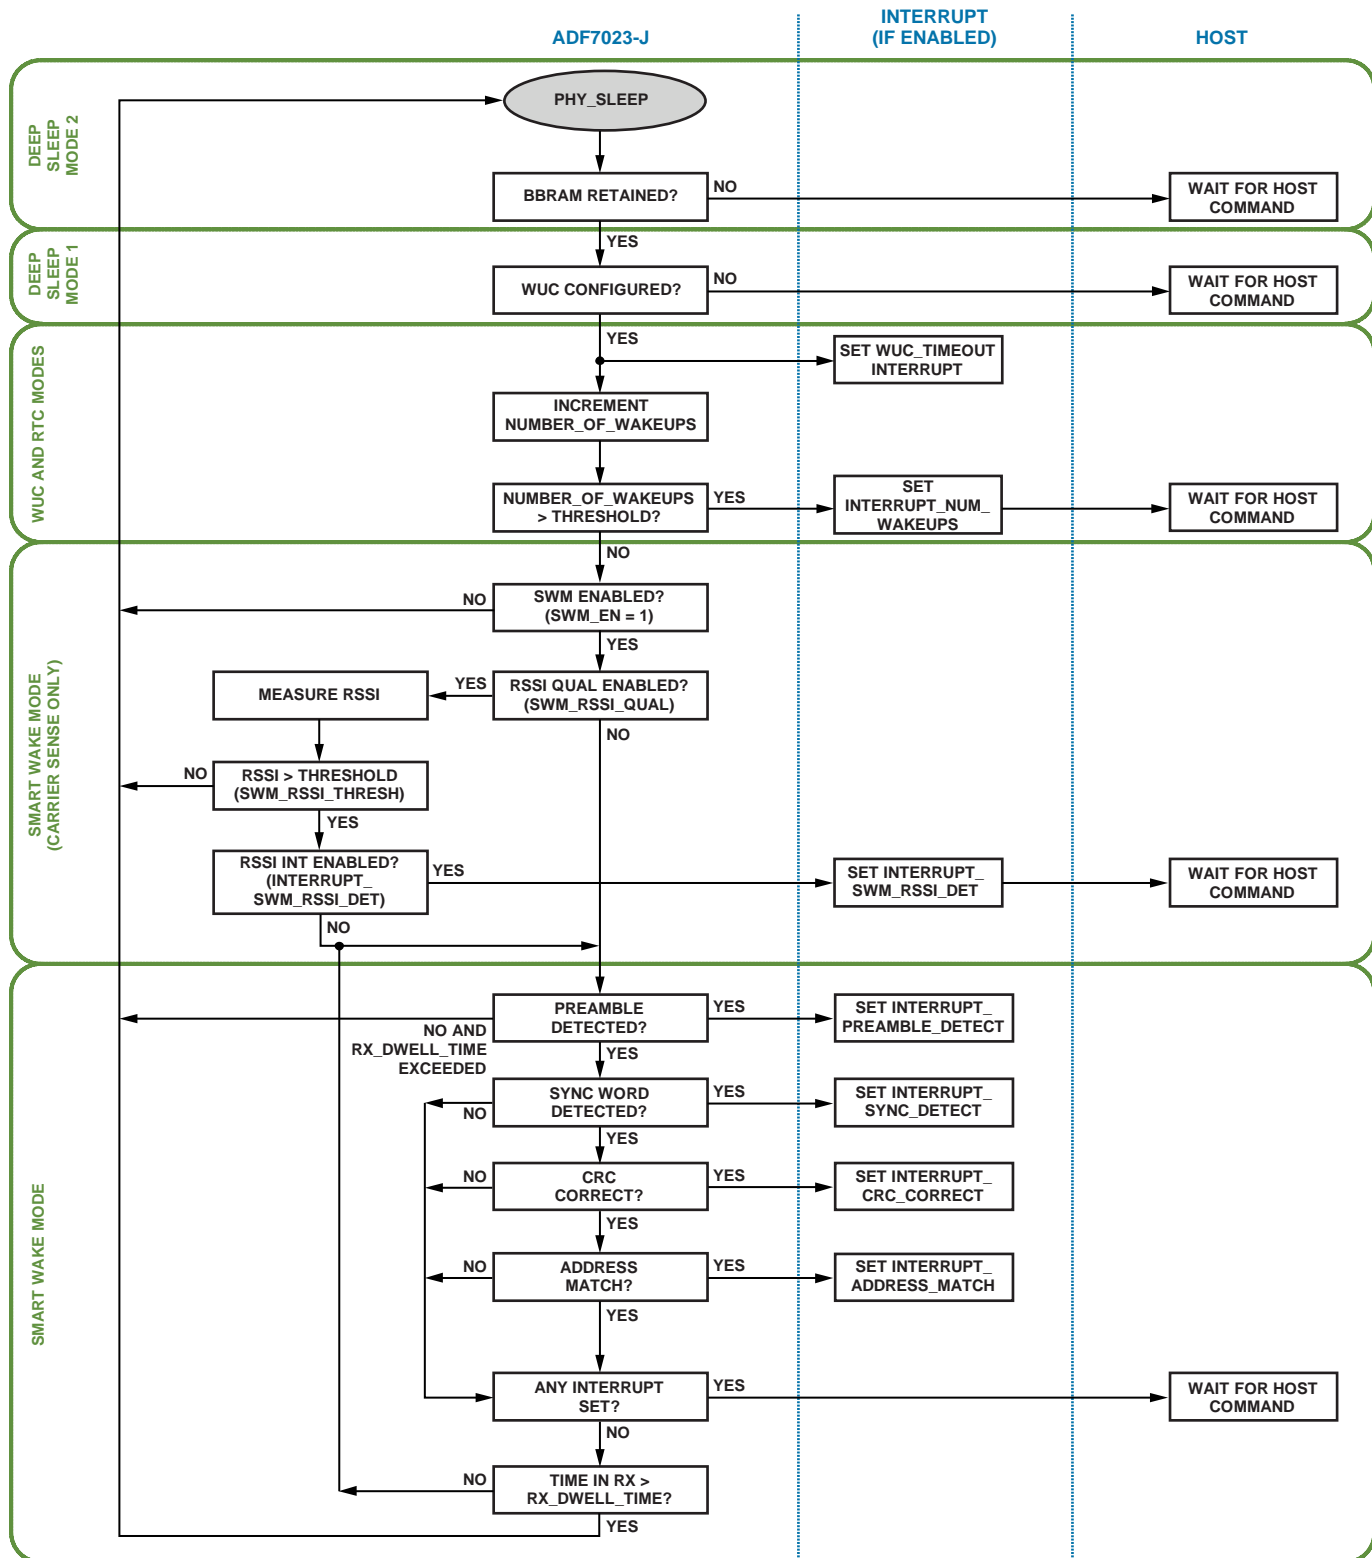 ADF7023-J
INTERRUPT
(IF ENABLED)
HOST
DEEP
SLEEP
MODE 2
PHY_SLEEP
BBRAM RETAINED?
NO
WAIT FOR HOST
COMMAND
YES
DEEP
SLEEP
MODE 1
WUC CONFIGURED?
NO
WAIT FOR HOST
COMMAND
YES
WUC AND RTC MODES
SET WUC_TIMEOUT
INTERRUPT
INCREMENT
NUMBER_OF_WAKEUPS
NUMBER_OF_WAKEUPS
> THRESHOLD?
YES
SET
INTERRUPT_NUM_
WAKEUPS
WAIT FOR HOST
COMMAND
NO
SMART WAKE MODE
(CARRIER SENSE ONLY)
SWM ENABLED?
(SWM_EN = 1)
NO
YES
RSSI QUAL ENABLED?
(SWM_RSSI_QUAL)
YES
MEASURE RSSI
NO
RSSI > THRESHOLD
(SWM_RSSI_THRESH)
NO
YES
RSSI INT ENABLED?
(INTERRUPT_
SWM_RSSI_DET)
YES
SET INTERRUPT_
SWM_RSSI_DET
WAIT FOR HOST
COMMAND
NO
SMART WAKE MODE
PREAMBLE
DETECTED?
YES
SET INTERRUPT_
PREAMBLE_DETECT
NO AND
RX_DWELL_TIME
EXCEEDED
YES
SYNC WORD
DETECTED?
NO
YES
SET INTERRUPT_
SYNC_DETECT
YES
CRC
CORRECT?
NO
YES
SET INTERRUPT_
CRC_CORRECT
YES
ADDRESS
MATCH?
NO
YES
SET INTERRUPT_
ADDRESS_MATCH
YES
ANY INTERRUPT
SET?
YES
WAIT FOR HOST
COMMAND
NO
TIME IN RX >
RX_DWELL_TIME?
NO
YES